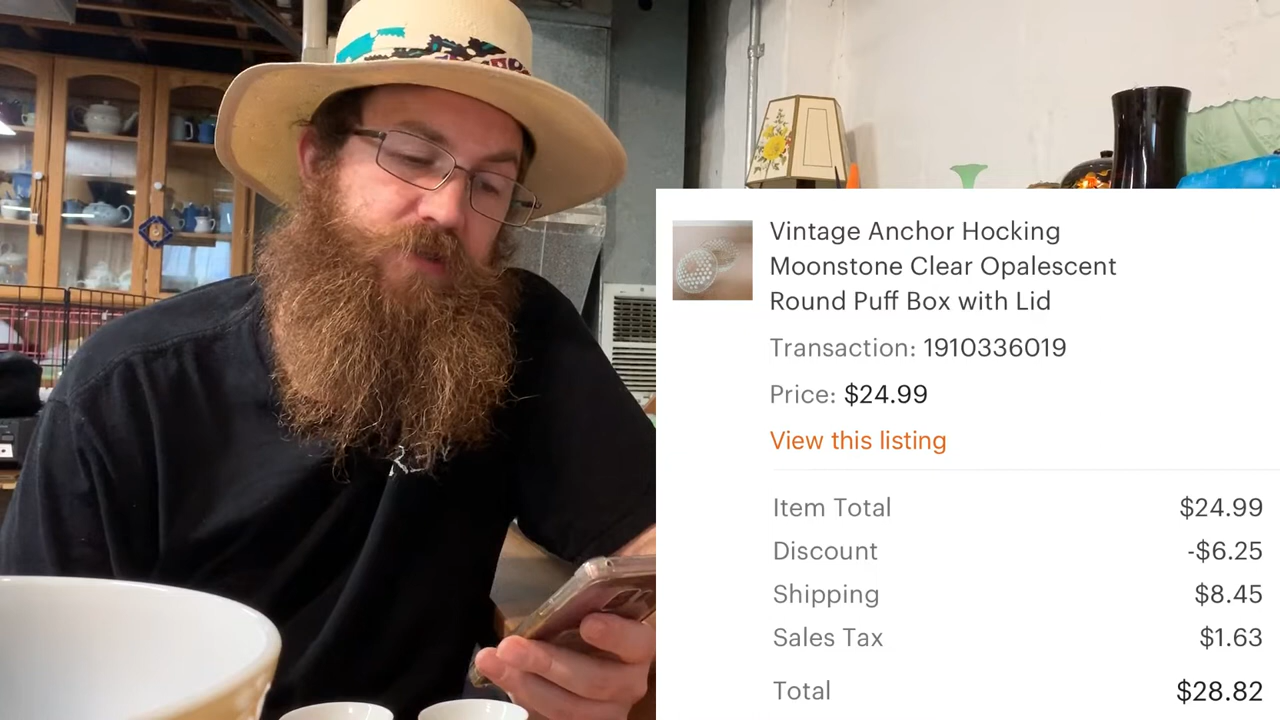 Vintage Anchor Hocking
Moonstone Clear Opalescent
Round Puff Box with Lid
Transaction: 1910336019
Price: $24.99
View this listing
Item Total $24.99
Discount -$6.25
Shipping $8.45
Sales Tax $1.63
Total $28.82